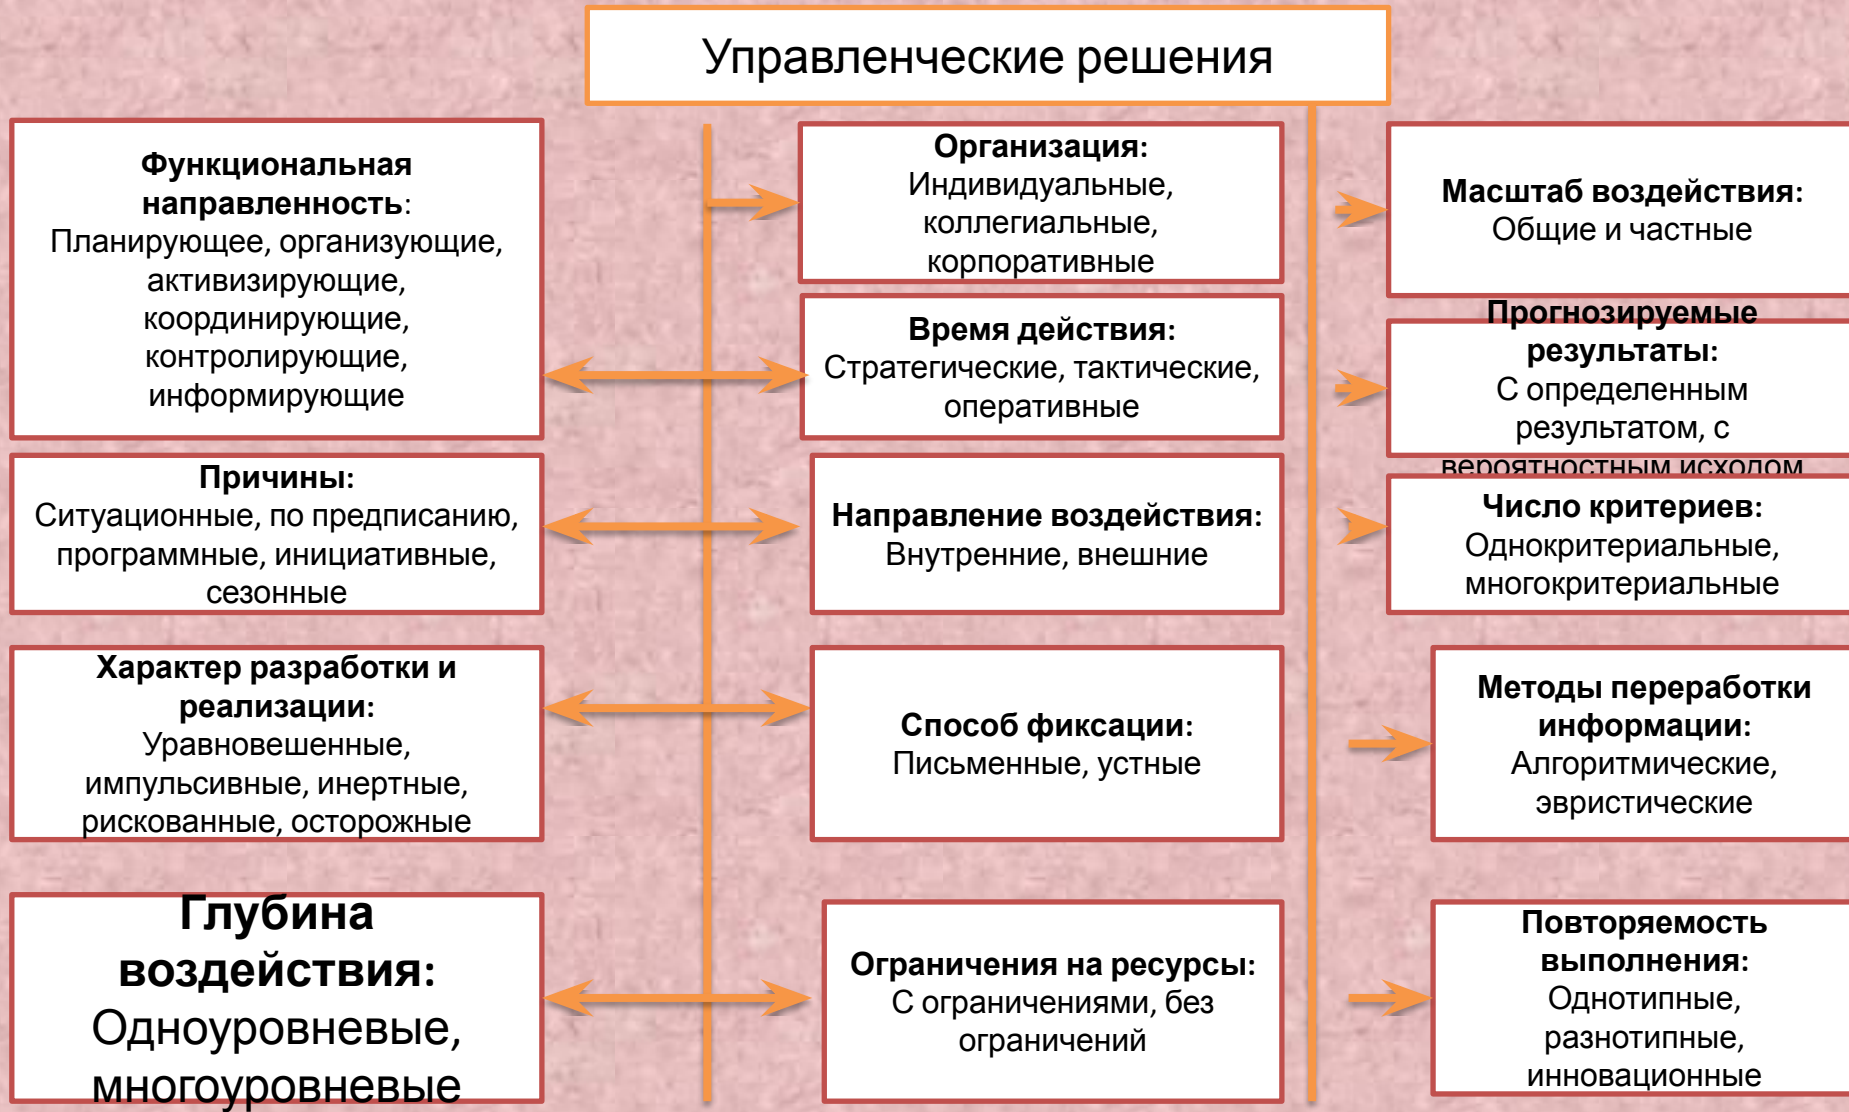 Управленческие решения
Функциональная
направленность:
Планирующее, организующие,
активизирующие,
координирующие,
контролирующие,
информирующие
Причины:
Ситуационные, по предписанию,
программные, инициативные,
сезонные
Характер разработки и
реализации:
Уравновешенные,
импульсивные, инертные,
рискованные, осторожные
Глубина
воздействия:
Одноуровневые,
многоуровневые
Организация:
Индивидуальные,
коллегиальные,
корпоративные
Время действия:
Стратегические, тактические,
оперативные
Направление воздействия:
Внутренние, внешние
Способ фиксации:
Письменные, устные
Ограничения на ресурсы:
С ограничениями, без
ограничений
Масштаб воздействия:
Общие и частные
Прогнозируемые
результаты:
С определенным
результатом, с
вероятностным исходом
Число критериев:
Однокритериальные,
многокритериальные
Методы переработки
информации:
Алгоритмические,
эвристические
Повторяемость
выполнения:
Однотипные,
разнотипные,
инновационные